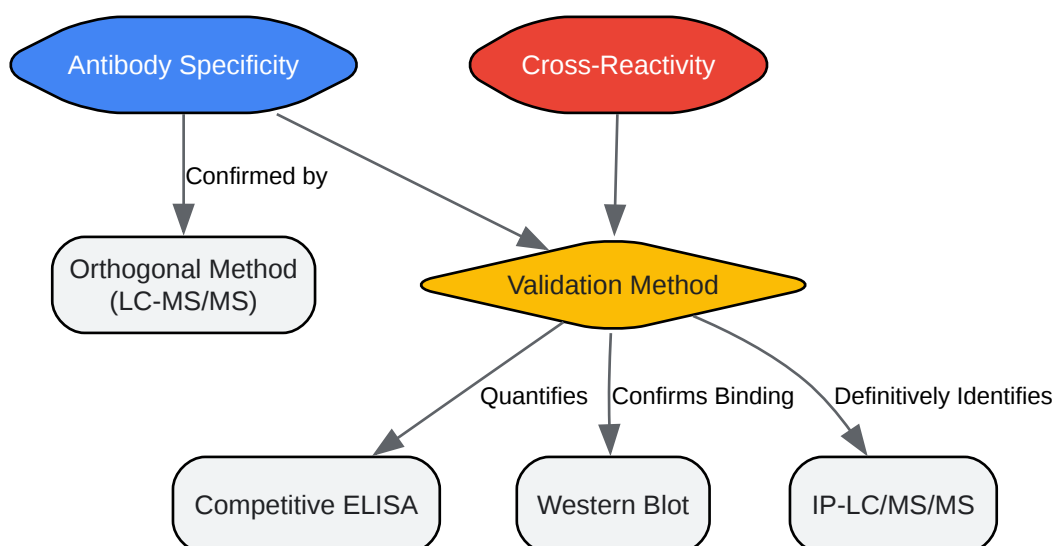 Antibody Specificity
Cross-Reactivity
Confirmed by
Orthogonal Method
(LC-MS/MS)
Validation Method
Quantifies
Confirms Binding
Definitively Identifies
Competitive ELISA
Western Blot
IP-LC/MS/MS